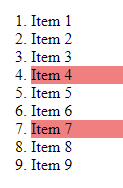 1. Item 1
2. Item 2
3. Item 3
4. Item 4
5. Item 5
6. Item 6
7. Item 7
8. Item 8
9. Item 9